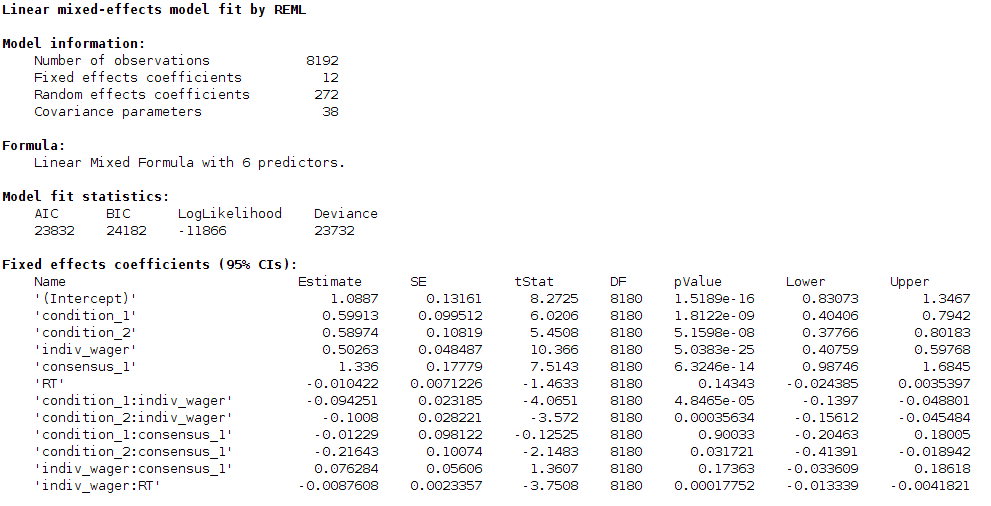 Linear mixed-effects model fit by REML
Model information:
Number of observations 8192
Fixed effects coefficients 12
Random effects coefficients 272
Covariance parameters 38
Formula:
Linear Mixed Formula with 6 predictors.
Model fit statistics:
AIC BIC LogLikelihood Deviance
23832 24182 -11866 23732
Fixed effects coefficients (95% CIs):
Name Estimate SE tStat DF pValue Lower Upper
'(Intercept)' 1.0887 0.13161 8.2725 8180 1.5189e-16 0.83073 1.3467
'condition_1' 0.59913 0.099512 6.0206 8180 1.8122e-09 0.40406 0.7942
'condition_2' 0.58974 0.10819 5.4508 8180 5.1598e-08 0.37766 0.80183
'indiv_wager' 0.50263 0.048487 10.366 8180 5.0383e-25 0.40759 0.59768
'consensus_1' 1.336 0.17779 7.5143 8180 6.3246e-14 0.98746 1.6845
'RT' -0.010422 0.0071226 -1.4633 8180 0.14343 -0.024385 0.0035397
'condition_1:indiv_wager' -0.094251 0.023185 -4.0651 8180 4.8465e-05 -0.1397 -0.048801
'condition_2:indiv_wager' -0.1008 0.028221 -3.572 8180 0.00035634 -0.15612 -0.045484
'condition_1:consensus_1' -0.01229 0.098122 -0.12525 8180 0.90033 -0.20463 0.18005
'condition_2:consensus_1' -0.21643 0.10074 -2.1483 8180 0.031721 -0.41391 -0.018942
'indiv_wager:consensus_1' 0.076284 0.05606 1.3607 8180 0.17363 -0.033609 0.18618
'indiv_wager:RT' -0.0087608 0.0023357 -3.7508 8180 0.00017752 -0.013339 -0.0041821